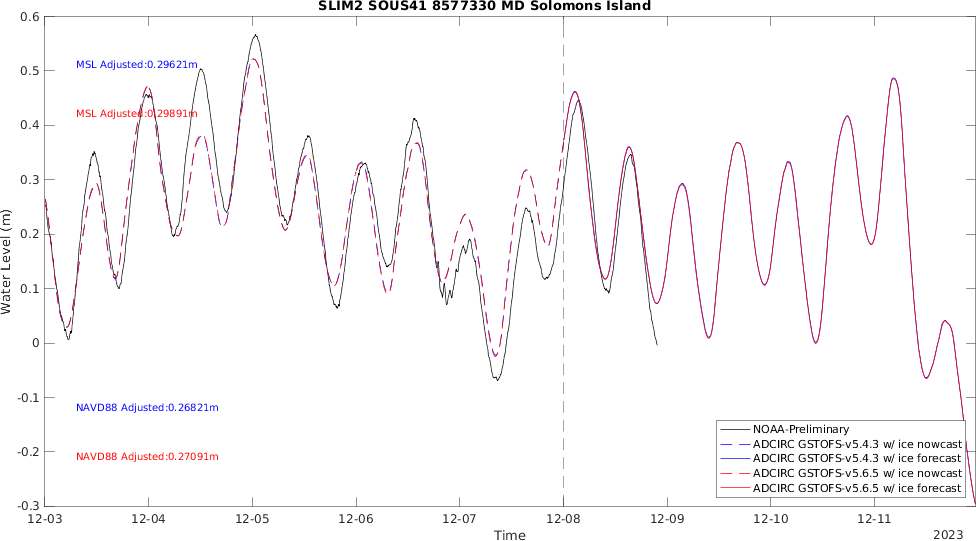 SLIM2 SOUS41 8577330 MD Solomons Island
0.6
0.5
0.4
0.3
0.2
0.1
0
-0.1
-0.2
-0.3
Water Level (m)
MSL Adjusted:0.29621m
MSL Adjusted:0.29891m
NAVD88 Adjusted:0.26821m
NAVD88 Adjusted:0.27091m
NOAA-Preliminary
ADCIRC GSTOFS-v5.4.3 w/ ice nowcast
ADCIRC GSTOFS-v5.4.3 w/ ice forecast
ADCIRC GSTOFS-v5.6.5 w/ ice nowcast
ADCIRC GSTOFS-v5.6.5 w/ ice forecast
12-03 12-04 12-05 12-06 12-07 12-08 12-09 12-10 12-11
Time
2023